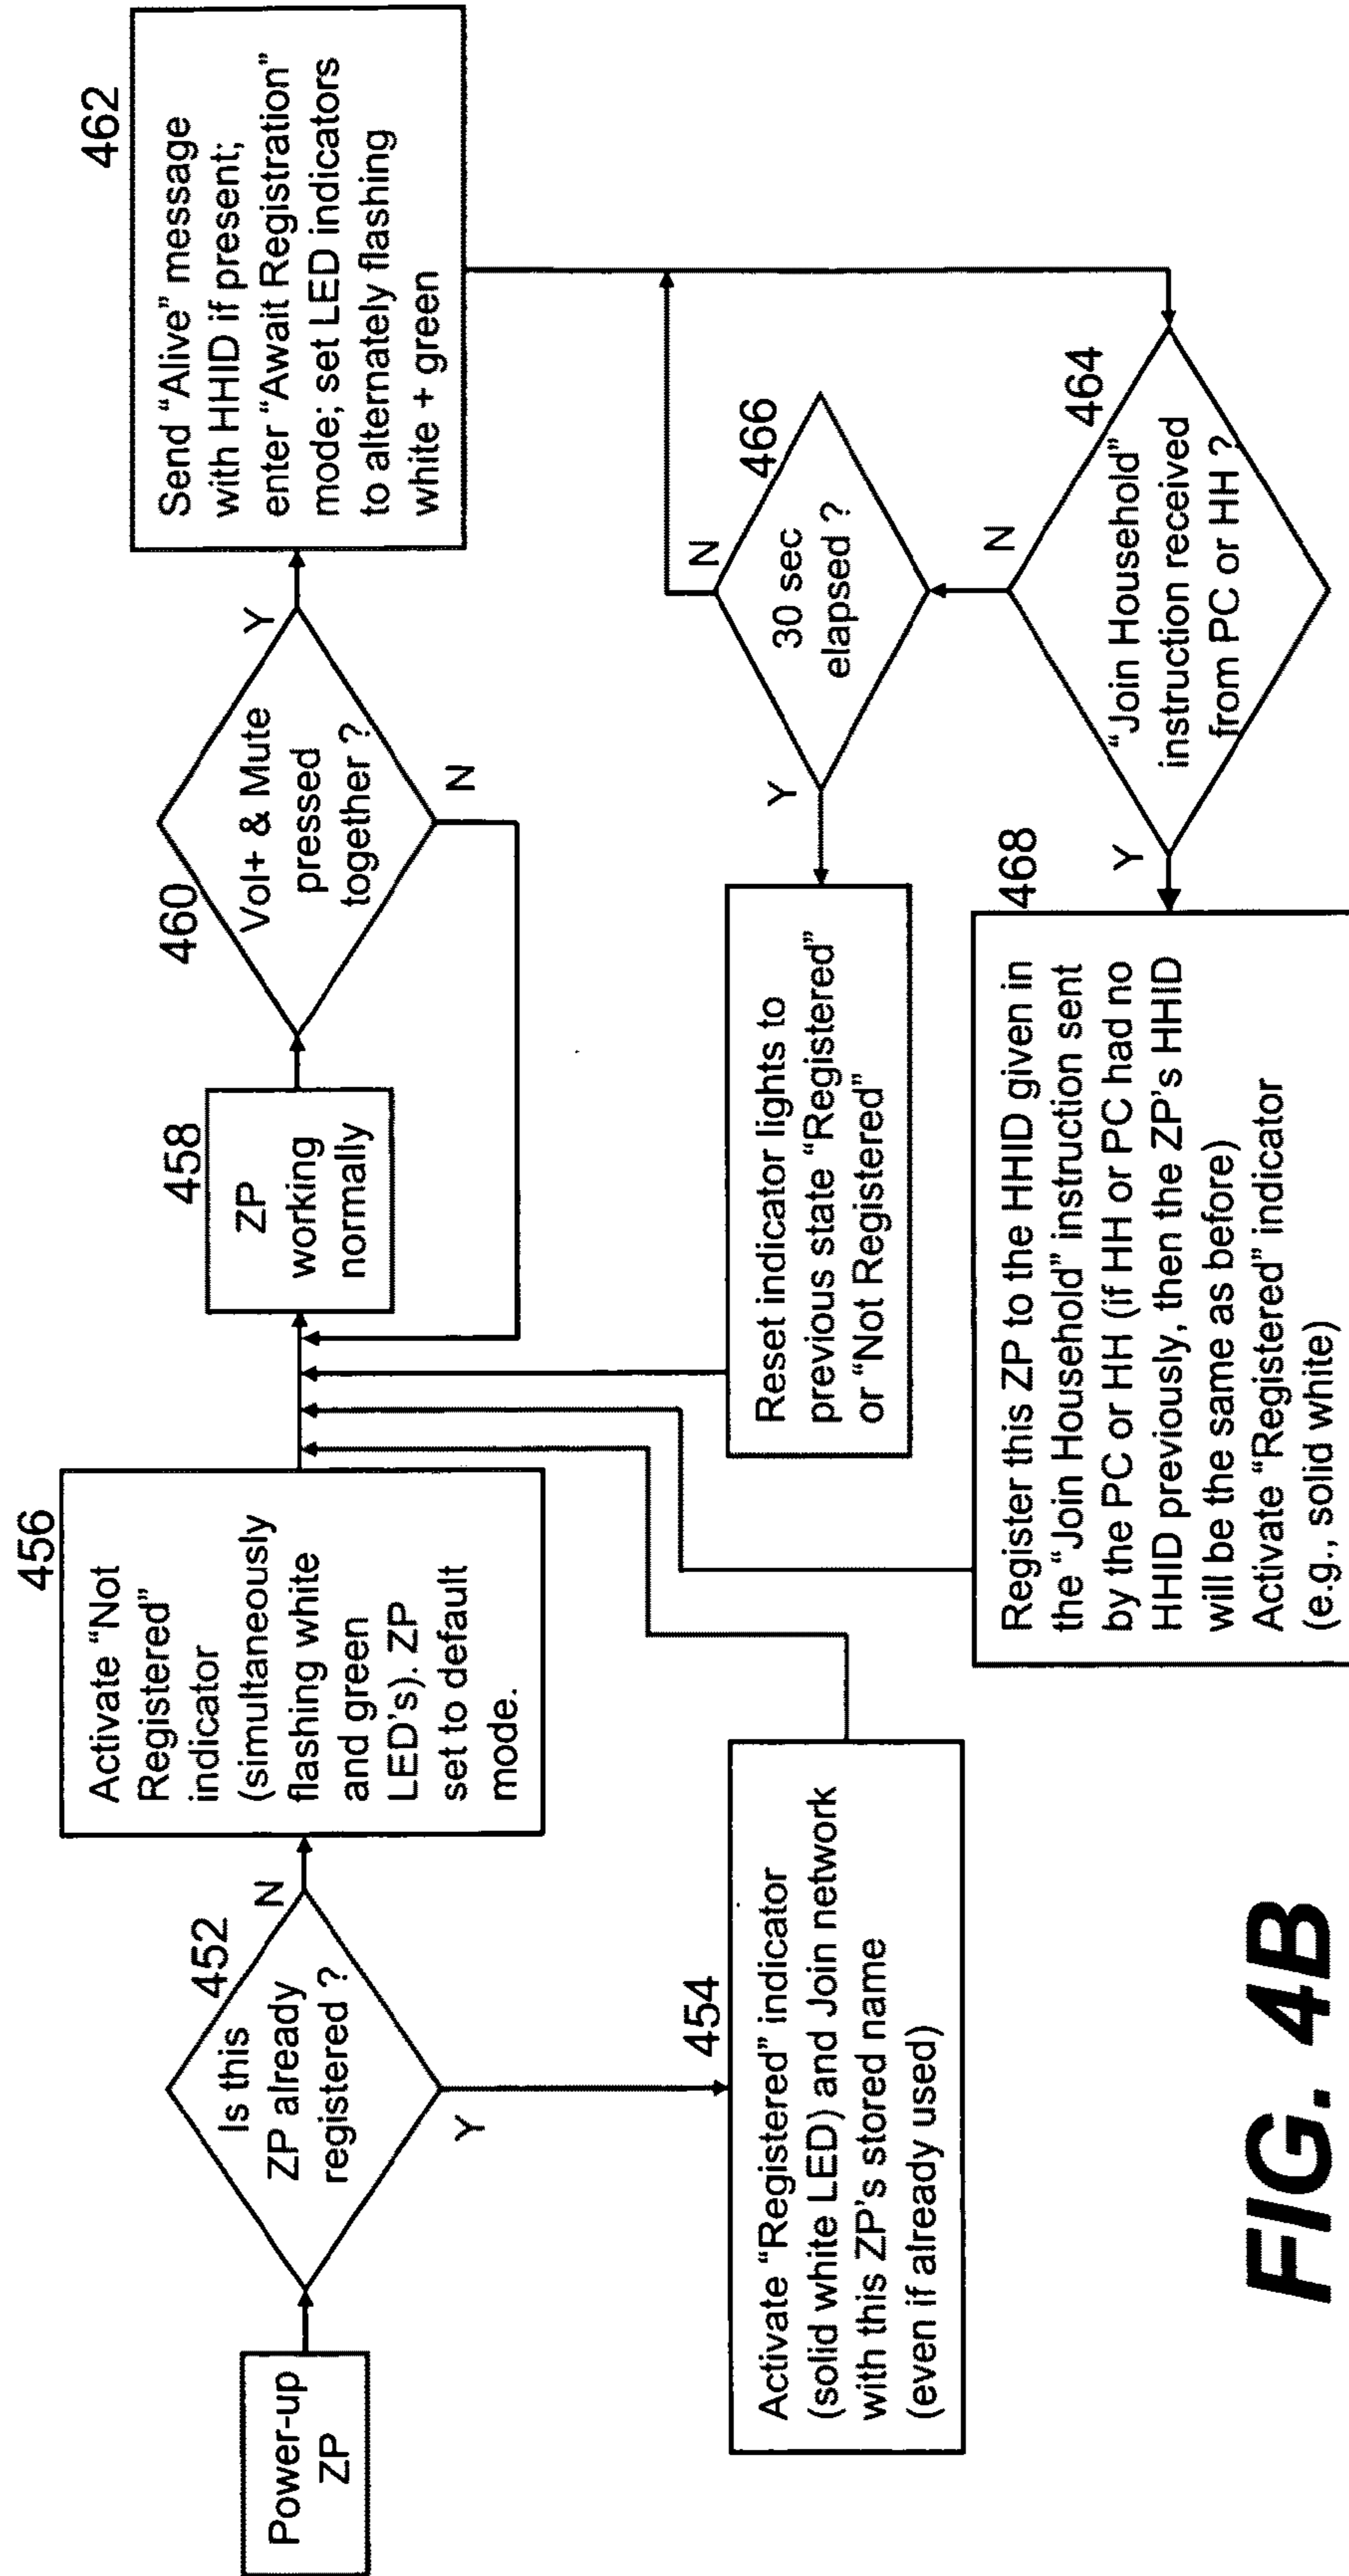 Power-up
ZP
452
Is this
ZP already
registered ?
N
Y
454
Activate “Registered” indicator
(solid white LED) and Join network
with this ZP’s stored name
(even if already used)
456
Activate “Not
Registered”
indicator
(simultaneously
flashing white
and green
LED’s). ZP
set to default
mode.
458
ZP
working
normally
460
Vol+ & Mute
pressed
together ?
Y
N
462
Send “Alive” message
with HHID if present;
enter “Await Registration”
mode; set LED indicators
to alternately flashing
white + green
464
“Join Household”
instruction received
from PC or HH ?
N
Y
466
30 sec
elapsed ?
N
Y
Reset indicator lights to
previous state “Registered”
or “Not Registered”
468
Register this ZP to the HHID given in
the “Join Household” instruction sent
by the PC or HH (if HH or PC had no
HHID previously, then the ZP’s HHID
will be the same as before)
Activate “Registered” indicator
(e.g., solid white)
FIG. 4B